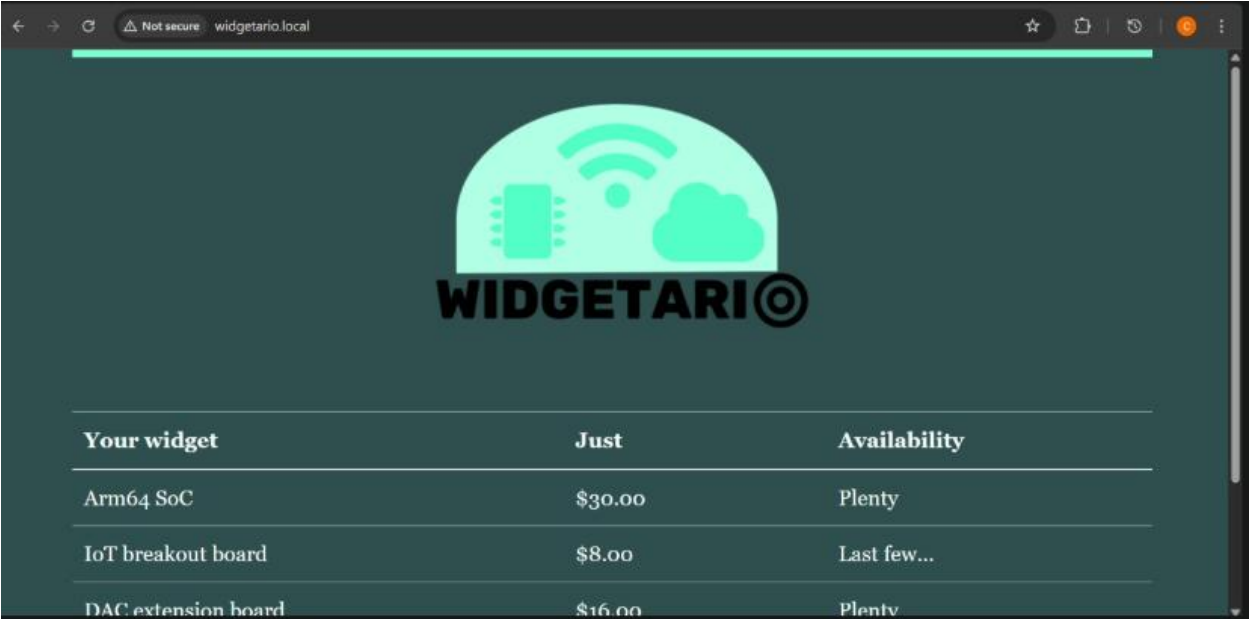 Not secure widgetario.local
C
WIDGETARIO
Your widget Just Availability
Arm64 SoC $30.00 Plenty
IoT breakout board $8.00 Last few...
DAC extension board $16.00 Plenty